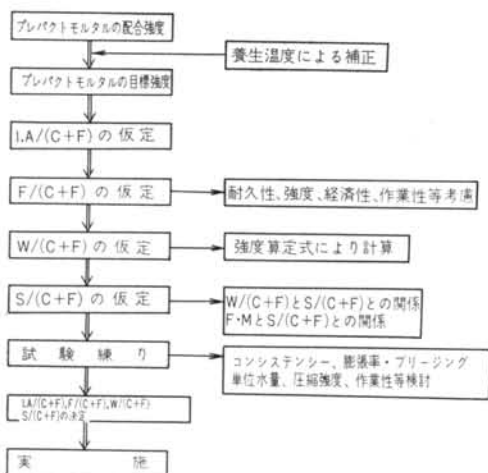 プレパクトモルタルの配合強度
養生温度による補正
プレパクトモルタルの目標強度
I.A/(C+F)の仮定
F/(C+F)の仮定
耐久性、強度、経済性、作業性等考慮
W/(C+F)の仮定
強度算定式により計算
S/(C+F)の仮定
W/(C+F)とS/(C+F)との関係
F・MとS/(C+F)との関係
試験練り
コンシステンシー、膨張率・ブリージング
単位水量、圧縮強度、作業性等検討
I.A/(C+F),F/(C+F),W/(C+F)
S/(C+F)の決定
実施